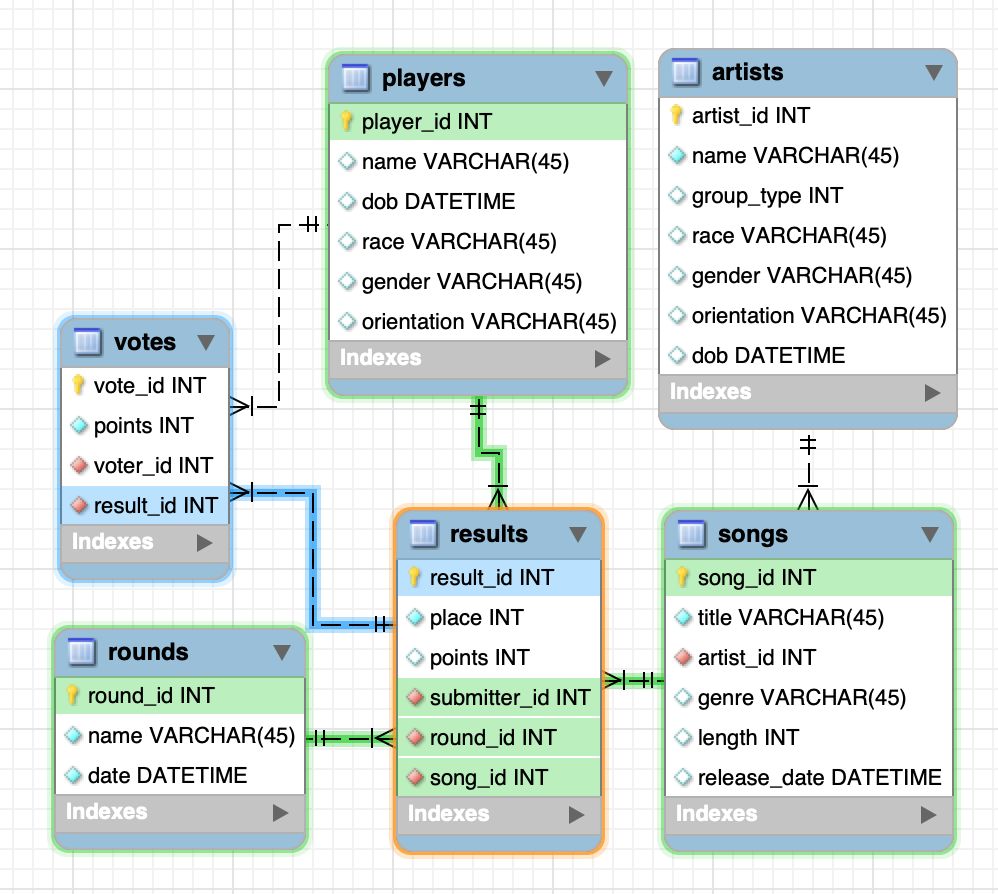 players
player_id INT
name VARCHAR(45)
dob DATETIME
race VARCHAR(45)
gender VARCHAR(45)
orientation VARCHAR(45)
Indexes
artists
artist_id INT
name VARCHAR(45)
group_type INT
race VARCHAR(45)
gender VARCHAR(45)
orientation VARCHAR(45)
dob DATETIME
Indexes
votes
vote_id INT
points INT
voter_id INT
result_id INT
Indexes
rounds
round_id INT
name VARCHAR(45)
date DATETIME
Indexes
results
result_id INT
place INT
points INT
submitter_id INT
round_id INT
song_id INT
Indexes
songs
song_id INT
title VARCHAR(45)
artist_id INT
genre VARCHAR(45)
length INT
release_date DATETIME
Indexes